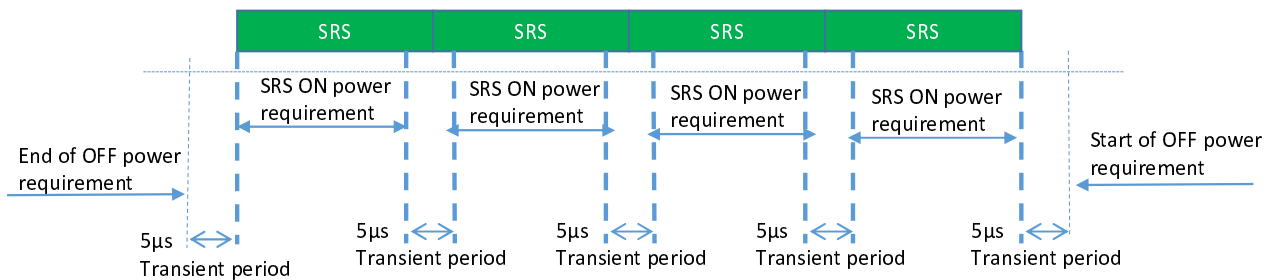 SRS SRS SRS SRS
SRS ON power
requirement
SRS ON power
requirement
SRS ON power
requirement
SRS ON power
requirement
End of OFF power
requirement
Start of OFF power
requirement
5µs
Transient period
5µs
Transient period
5µs
Transient period
5µs
Transient period
5µs
Transient period